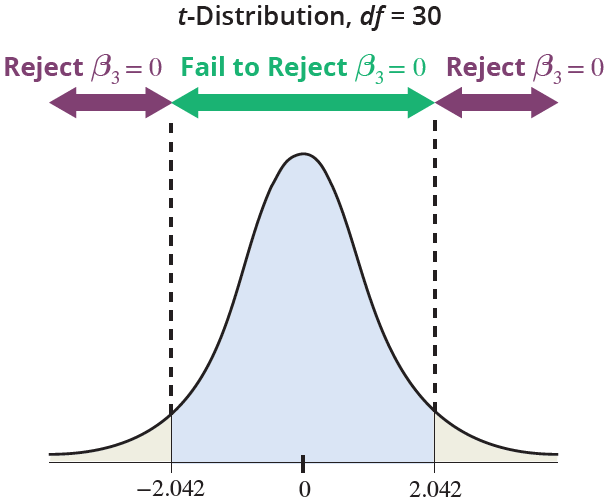 t-Distribution, df = 30
Reject β₃ = 0 Fail to Reject β₃ = 0 Reject β₃ = 0
−2.042 0 2.042